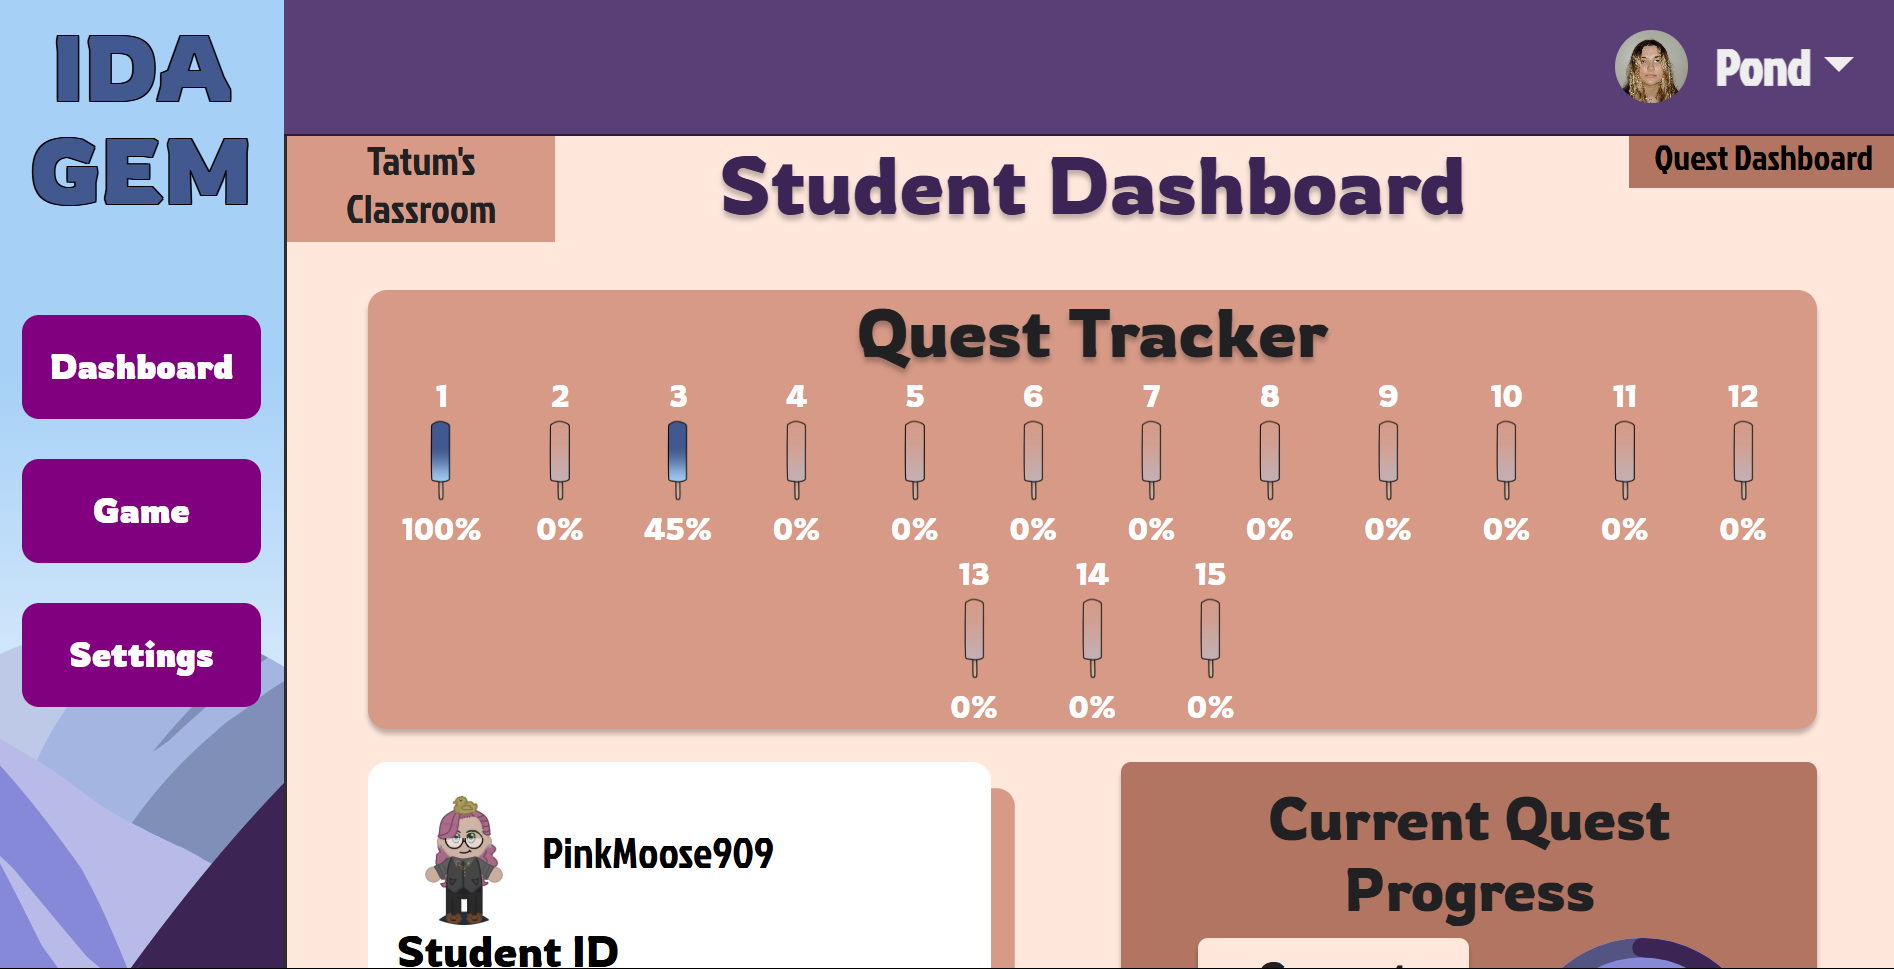 IDA
GEM
Pond
Tatum's
Classroom
Student Dashboard
Quest Dashboard
Dashboard
Game
Settings
Quest Tracker
1 2 3 4 5 6 7 8 9 10 11 12
100% 0% 45% 0% 0% 0% 0% 0% 0% 0% 0% 0%
13 14 15
0% 0% 0%
PinkMoose909
Student ID
Current Quest
Progress